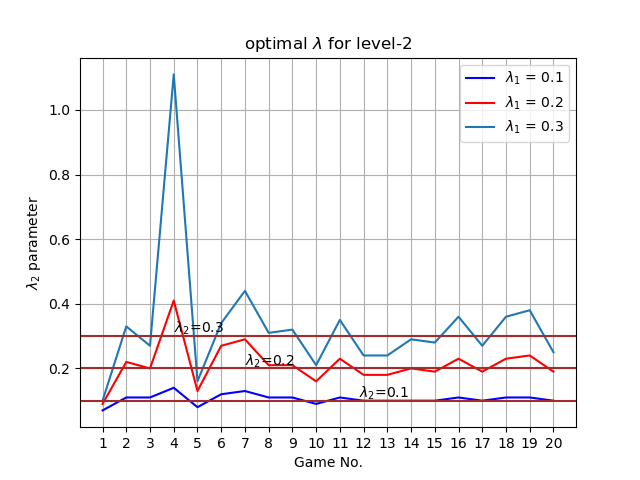 optimal λ for level-2
λ₁ = 0.1
λ₁ = 0.2
λ₁ = 0.3
λ₂ parameter
1.0
0.8
0.6
0.4
0.2
λ₂=0.3
λ₂=0.2
λ₂=0.1
1 2 3 4 5 6 7 8 9 10 11 12 13 14 15 16 17 18 19 20
Game No.